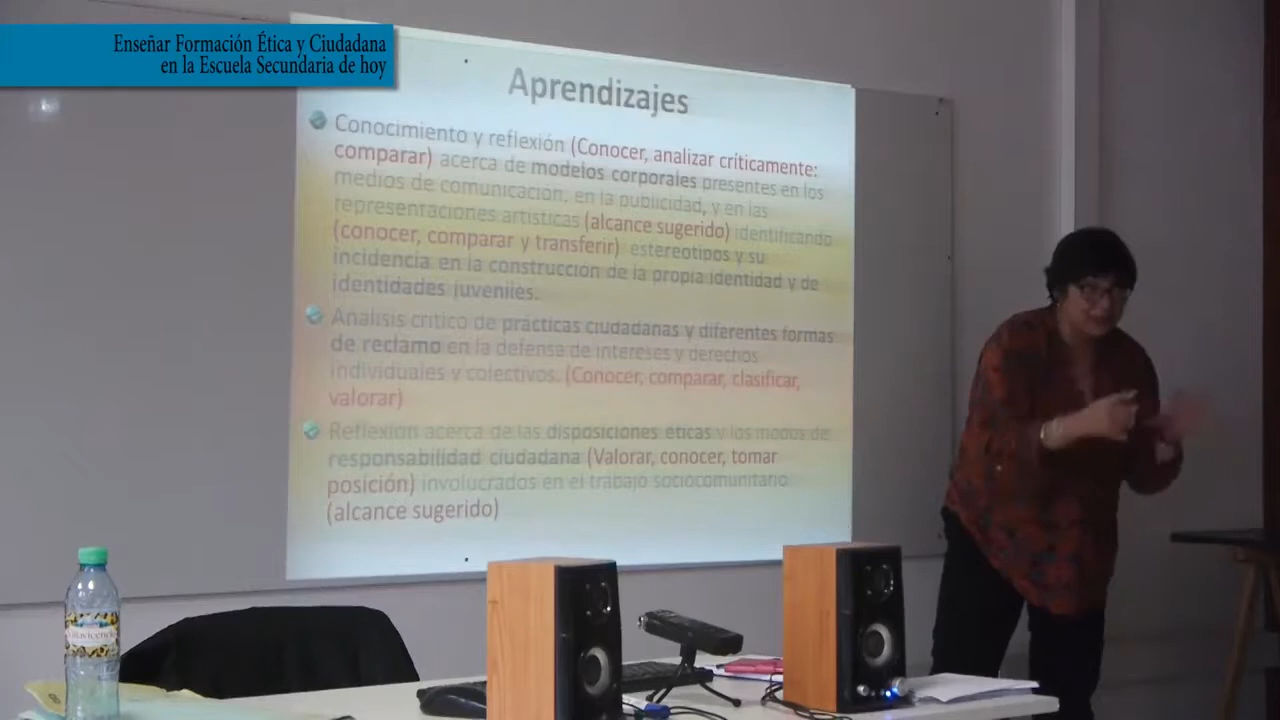 Enseñar Formación Ética y Ciudadana
en la Escuela Secundaria de hoy
Aprendizajes
Conocimiento y reflexión (Conocer, analizar críticamente:
comparar) acerca de modelos corporales presentes en los
medios de comunicación, en la publicidad, y en las
representaciones artísticas (alcance sugerido) identificando
(conocer, comparar y transferir) estereotipos y su
incidencia en la construcción de la propia identidad y de
identidades juveniles.
Análisis crítico de prácticas ciudadanas y diferentes formas
de reclamo en la defensa de intereses y derechos
individuales y colectivos. (Conocer, comparar, clasificar,
valorar)
Reflexión acerca de las disposiciones éticas y los modos de
responsabilidad ciudadana (Valorar, conocer, tomar
posición) involucrados en el trabajo sociocomunitario
(alcance sugerido)
Villavicencio